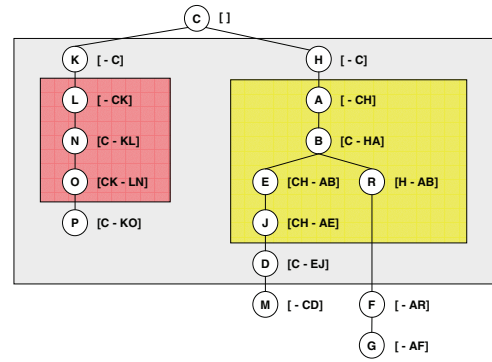 C [ ]
K [ - C] H [ - C]
L [ - CK] A [ - CH]
N [C - KL] B [C - HA]
O [CK - LN] E [CH - AB] R [H - AB]
P [C - KO] J [CH - AE]
D [C - EJ]
M [ - CD] F [ - AR]
G [ - AF]